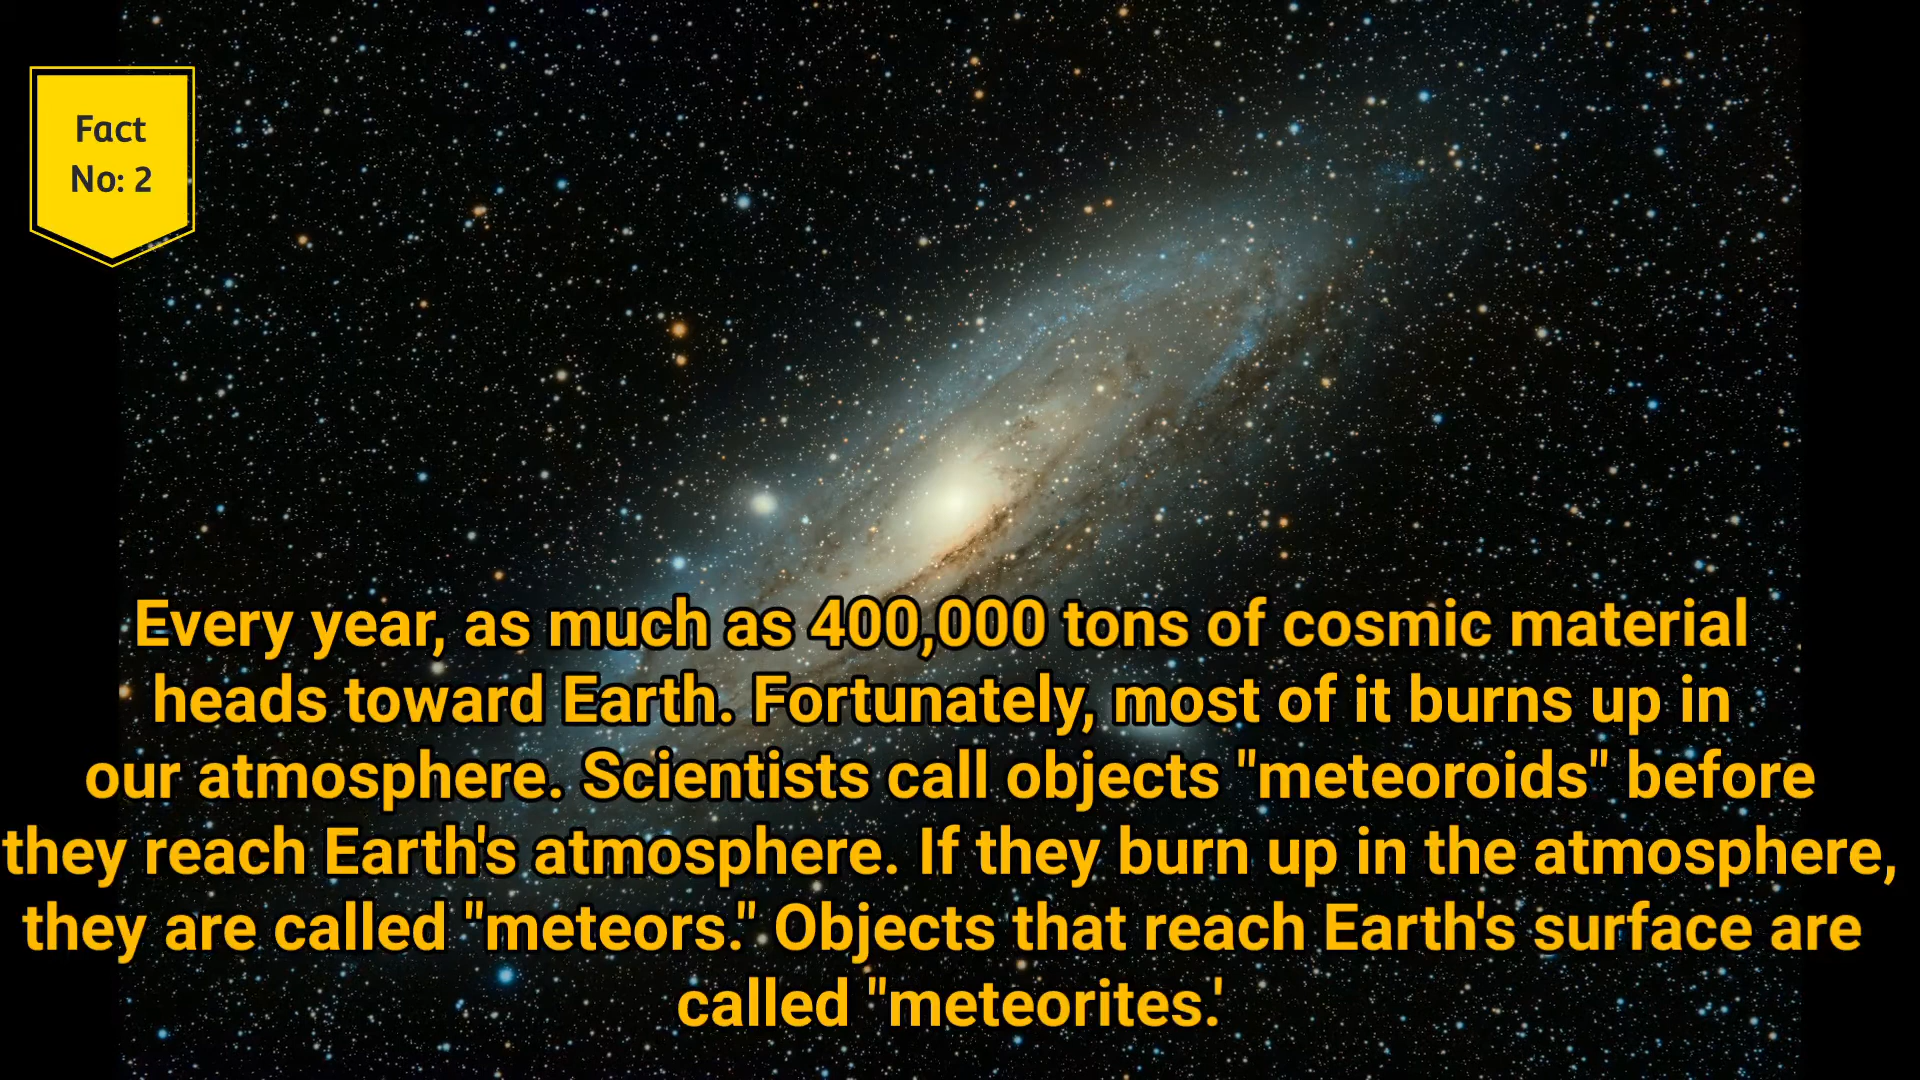 Fact
No: 2
Every year, as much as 400,000 tons of cosmic material
heads toward Earth. Fortunately, most of it burns up in
our atmosphere. Scientists call objects "meteoroids" before
they reach Earth's atmosphere. If they burn up in the atmosphere,
they are called "meteors." Objects that reach Earth's surface are
called "meteorites.'